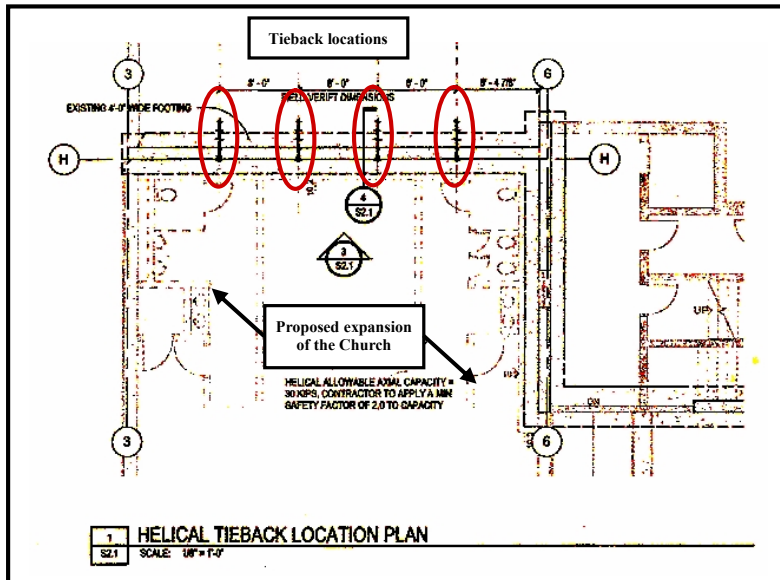 Tieback locations
3
6
8'- 0"
8'- 0"
8'- 0"
9'- 4 7/8"
FIELD VERIFY DIMENSIONS
EXISTING 4'-0" WIDE FOOTING
H
H
4
S2.1
3
S2.1
UP
Proposed expansion
of the Church
HELICAL ALLOWABLE AXIAL CAPACITY =
30 KIPS, CONTRACTOR TO APPLY A MIN
SAFETY FACTOR OF 2.0 TO CAPACITY
DN
3
6
1
S2.1
HELICAL TIEBACK LOCATION PLAN
SCALE: 1/8" = 1'-0"